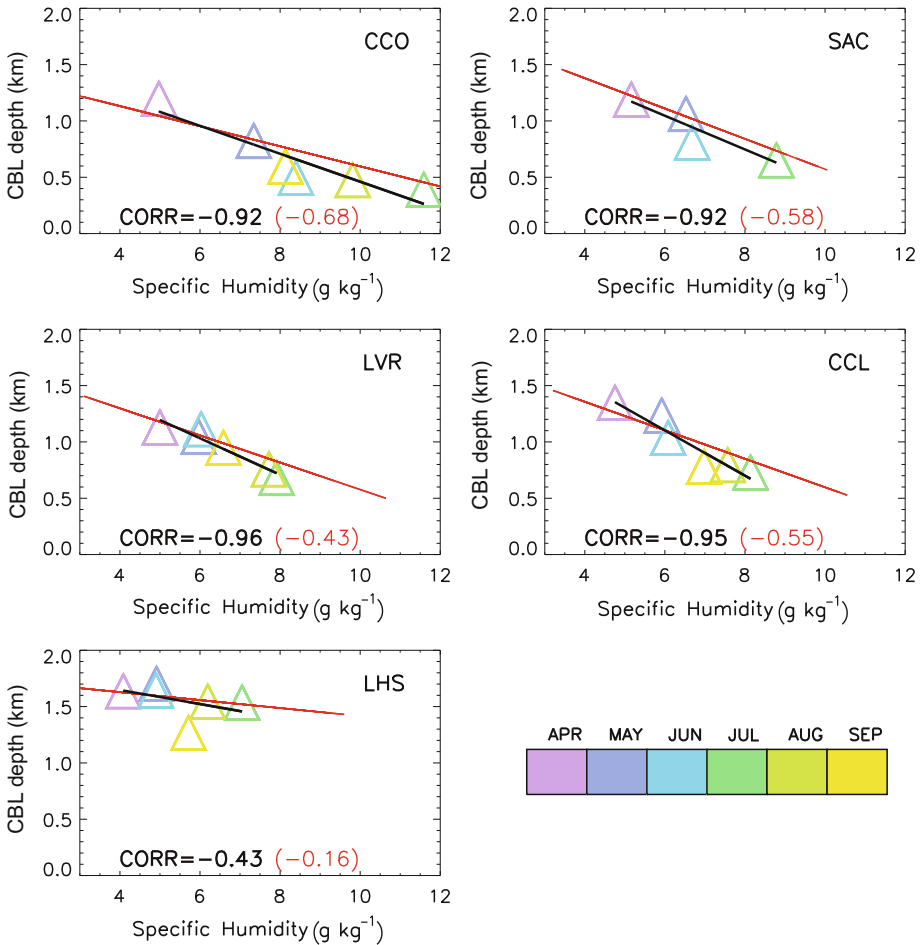 2.0
1.5
1.0
0.5
0.0
CBL depth (km)
CCO
CORR=−0.92 (−0.68)
4 6 8 10 12
Specific Humidity (g kg⁻¹)
2.0
1.5
1.0
0.5
0.0
CBL depth (km)
SAC
CORR=−0.92 (−0.58)
4 6 8 10 12
Specific Humidity (g kg⁻¹)
2.0
1.5
1.0
0.5
0.0
CBL depth (km)
LVR
CORR=−0.96 (−0.43)
4 6 8 10 12
Specific Humidity (g kg⁻¹)
2.0
1.5
1.0
0.5
0.0
CBL depth (km)
CCL
CORR=−0.95 (−0.55)
4 6 8 10 12
Specific Humidity (g kg⁻¹)
2.0
1.5
1.0
0.5
0.0
CBL depth (km)
LHS
CORR=−0.43 (−0.16)
4 6 8 10 12
Specific Humidity (g kg⁻¹)
APR MAY JUN JUL AUG SEP